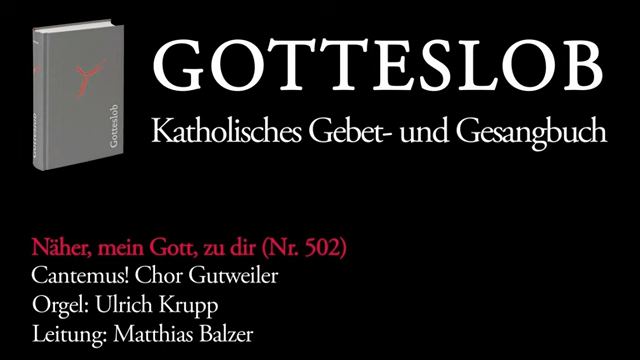 GOTTESLOB
Katholisches Gebet- und Gesangbuch
Gotteslob
GOTTESLOB
Näher, mein Gott, zu dir (Nr. 502)
Cantemus! Chor Gutweiler
Orgel: Ulrich Krupp
Leitung: Matthias Balzer